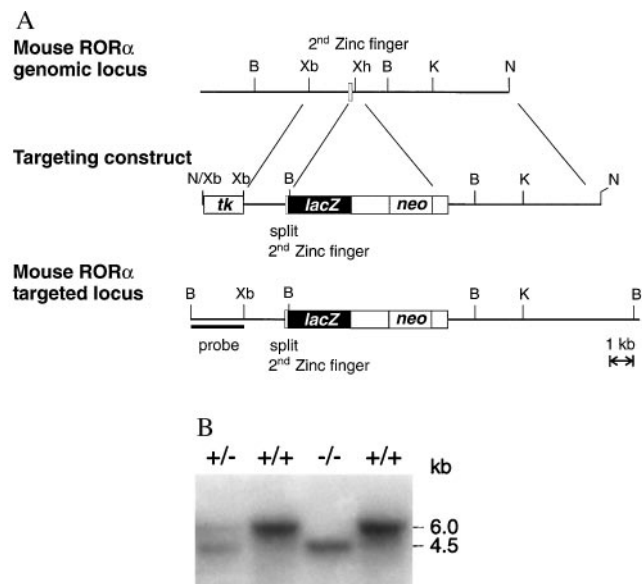 A
Mouse RORα
genomic locus
2nd Zinc finger
B Xb Xh B K N
Targeting construct
N/Xb Xb B B K N
tk lacZ neo
split
2nd Zinc finger
Mouse RORα
targeted locus
B Xb B B K B
lacZ neo
probe split 1 kb
2nd Zinc finger
B
+/- +/+ -/- +/+ kb
6.0
4.5